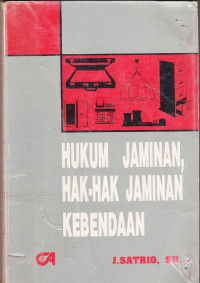 HUKUM JAMINAN,
HAK-HAK JAMINAN
KEBENDAAN
J.SATRIO, SH